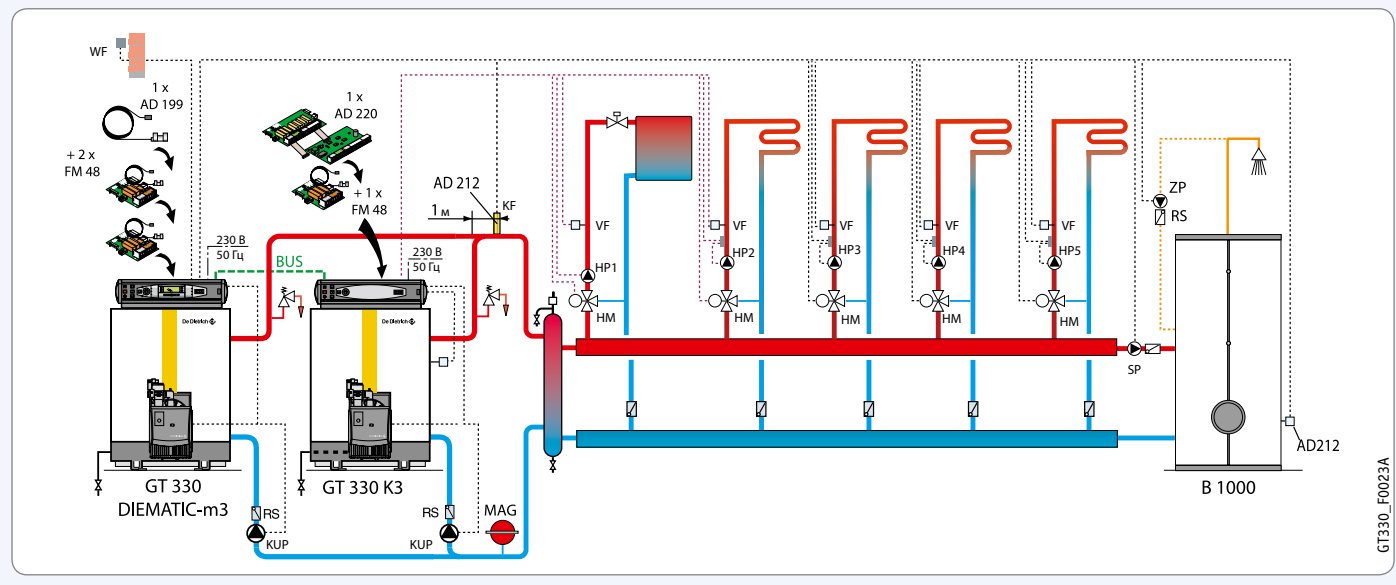 WF
1 x
AD 199
+ 2 x
FM 48
1 x
AD 220
+ 1 x
FM 48
AD 212
1 м
KF
230 В
50 Гц
BUS
230 В
50 Гц
De Dietrich
De Dietrich
VF
VF
VF
VF
VF
HP1
HP2
HP3
HP4
HP5
HM
HM
HM
HM
HM
ZP
RS
SP
AD212
GT 330
DIEMATIC-m3
GT 330 K3
B 1000
RS
KUP
RS
KUP
MAG
GT330_F0023A